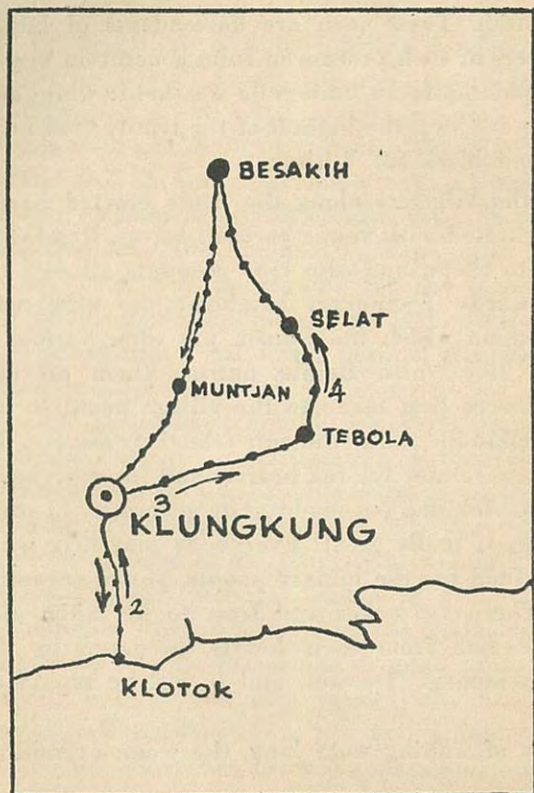 BESAKIH
SELAT
MUNTJAN
4
TEBOLA
3
KLUNGKUNG
2
KLOTOK